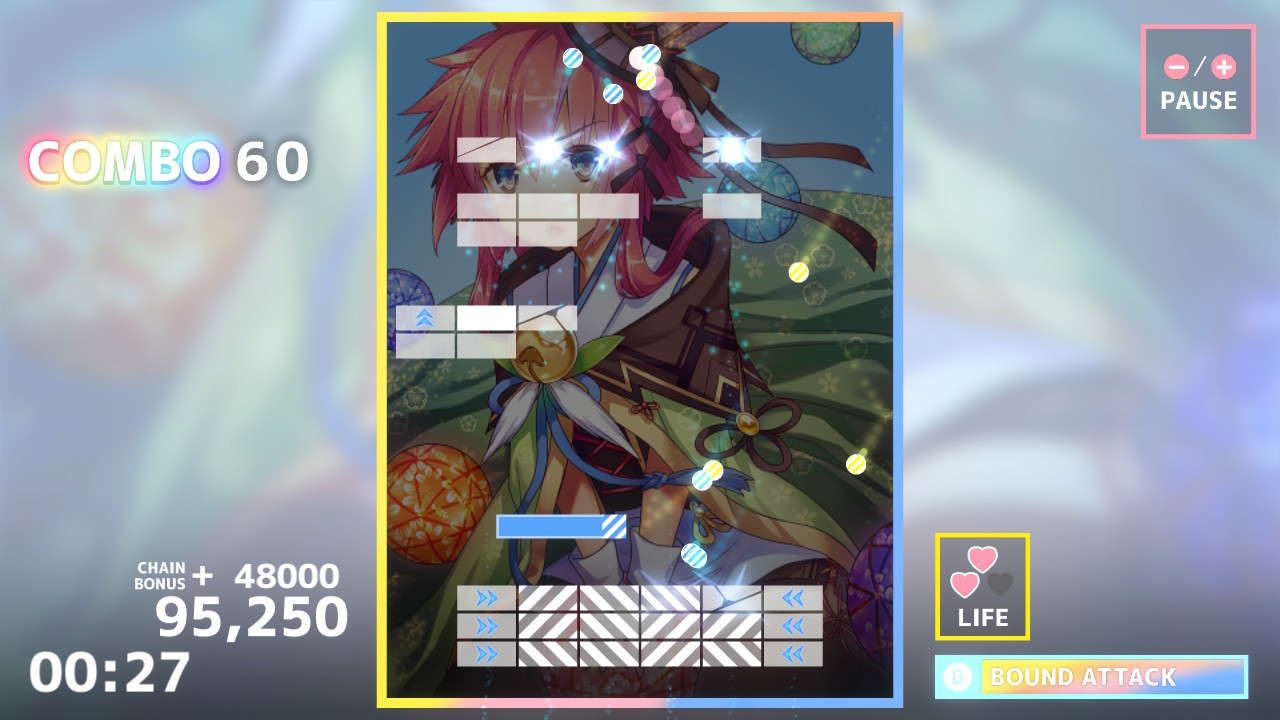 COMBO 60
− / +
PAUSE
CHAIN BONUS + 48000
95,250
00:27
LIFE
B BOUND ATTACK